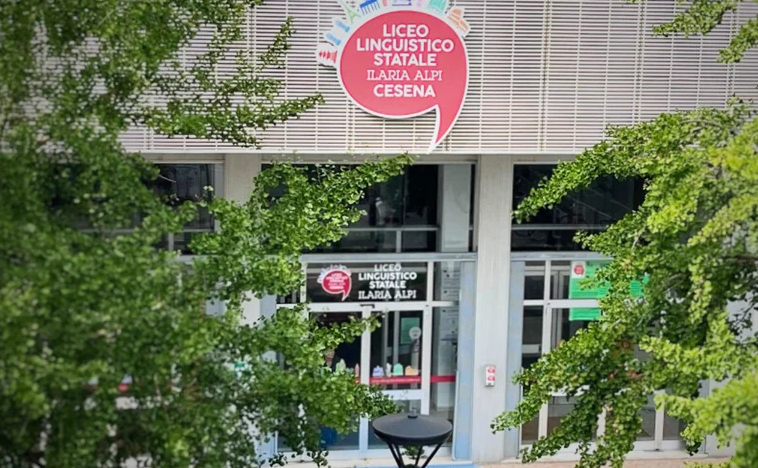 LICEO
LINGUISTICO
STATALE
ILARIA ALPI
CESENA
LICEO
LINGUISTICO
STATALE
ILARIA ALPI